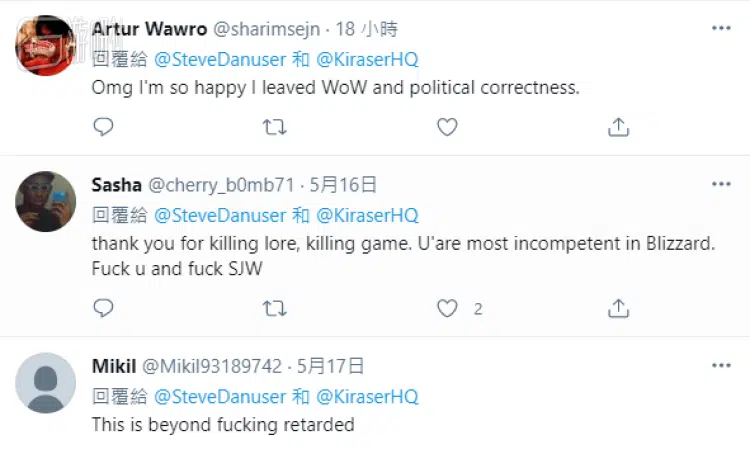 Artur Wawro @sharimsejn · 18 小時
回覆給 @SteveDanuser 和 @KiraserHQ
Omg I'm so happy I leaved WoW and political correctness.
Sasha @cherry_b0mb71 · 5月16日
回覆給 @SteveDanuser 和 @KiraserHQ
thank you for killing lore, killing game. U'are most incompetent in Blizzard.
Fuck u and fuck SJW
2
Mikil @Mikil93189742 · 5月17日
回覆給 @SteveDanuser 和 @KiraserHQ
This is beyond fucking retarded